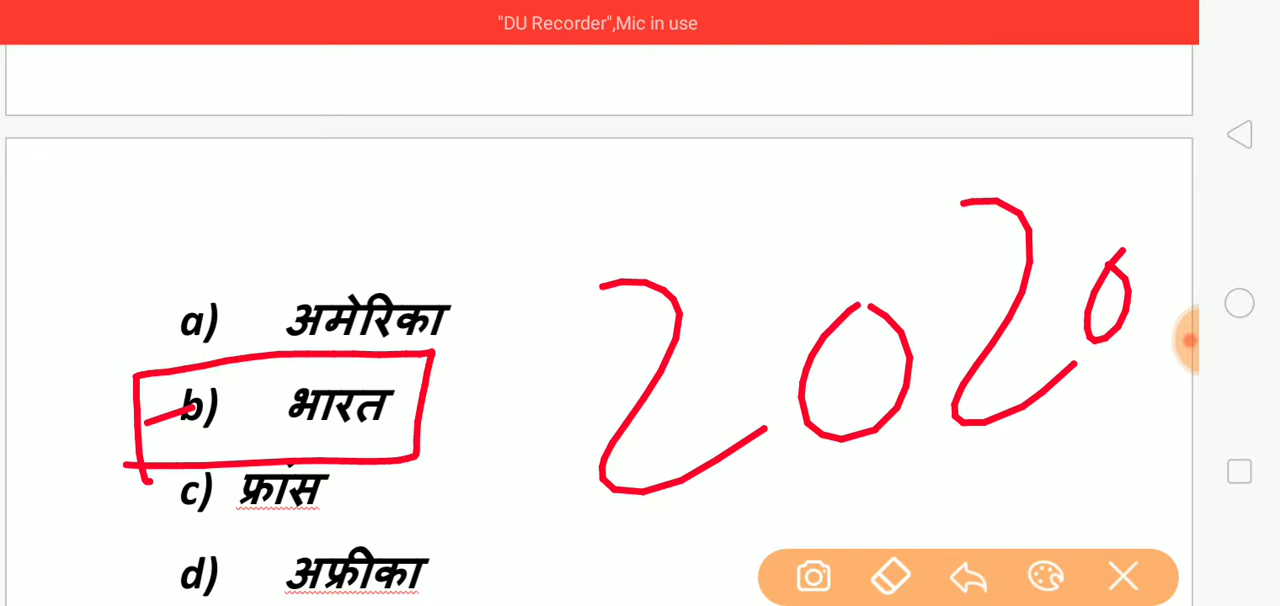 "DU Recorder",Mic in use
a) अमेरिका
b) भारत
c) फ्रांस
d) अफ्रीका
2020